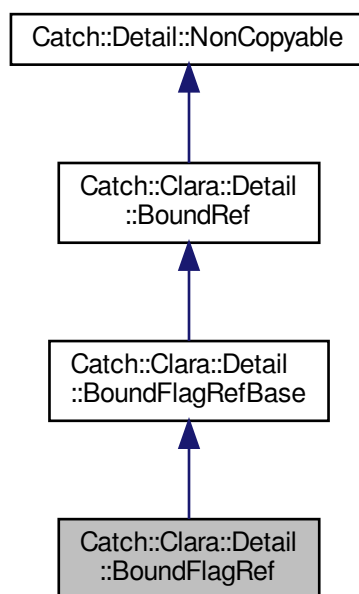 Catch::Detail::NonCopyable
Catch::Clara::Detail
::BoundRef
Catch::Clara::Detail
::BoundFlagRefBase
Catch::Clara::Detail
::BoundFlagRef